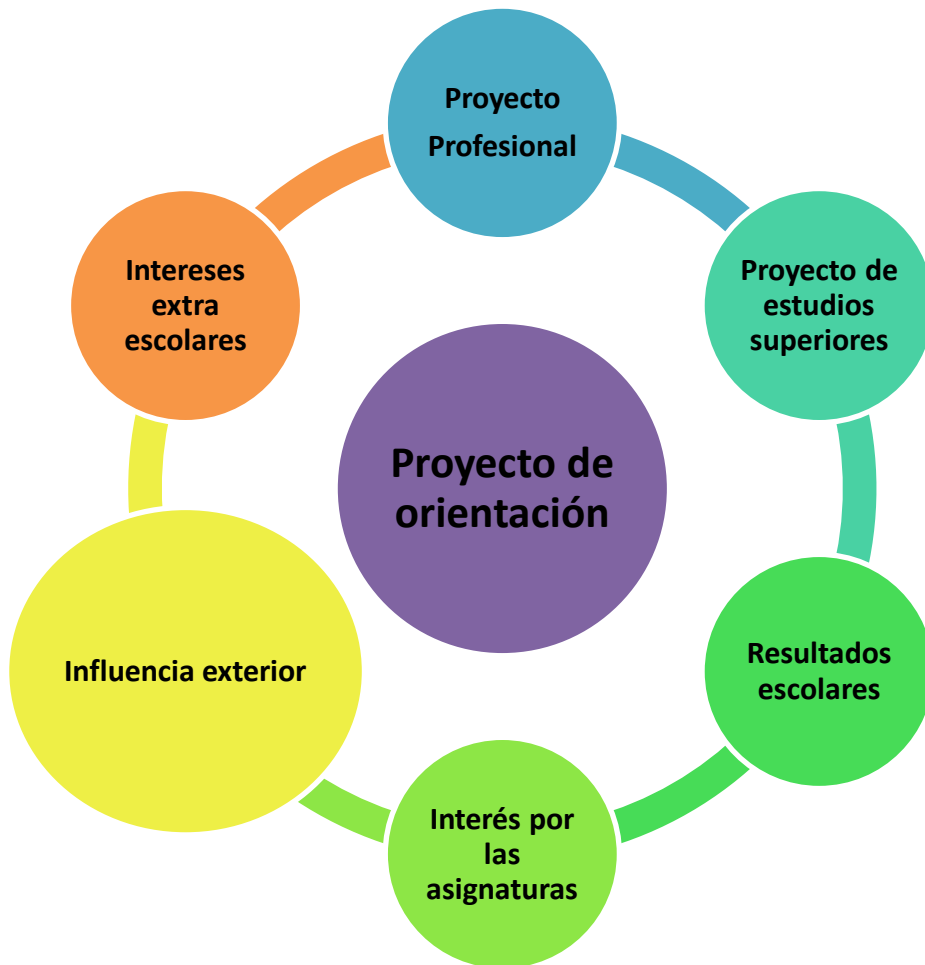 Proyecto
Profesional
Intereses
extra
escolares
Proyecto de
estudios
superiores
Proyecto de
orientación
Influencia exterior
Resultados
escolares
Interés por
las
asignaturas